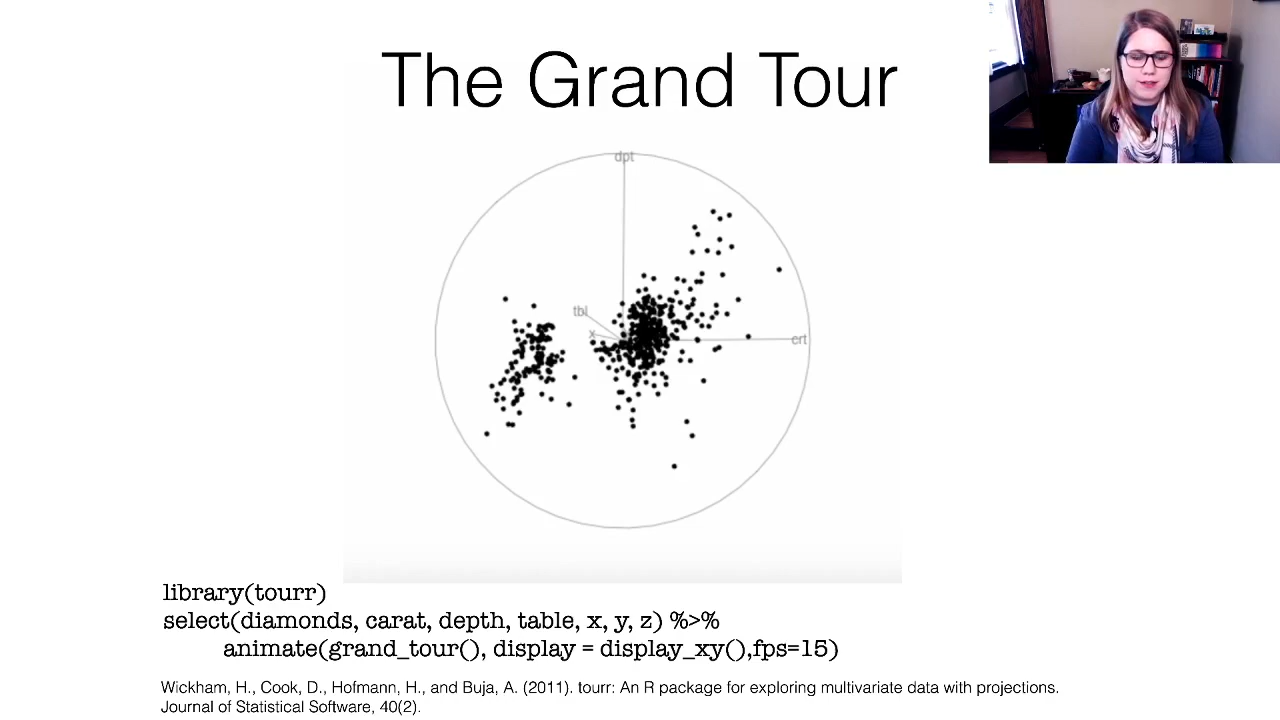 The Grand Tour
dpt
tbl
x
crt
library(tourr)
select(diamonds, carat, depth, table, x, y, z) %>%
animate(grand_tour(), display = display_xy(),fps=15)
Wickham, H., Cook, D., Hofmann, H., and Buja, A. (2011). tourr: An R package for exploring multivariate data with projections.
Journal of Statistical Software, 40(2).